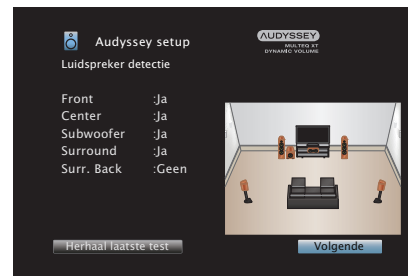 Audyssey setup
AUDYSSEY
MULTEQ XT
DYNAMIC VOLUME
Luidspreker detectie
Front :Ja
Center :Ja
Subwoofer :Ja
Surround :Ja
Surr. Back :Geen
Herhaal laatste test
Volgende